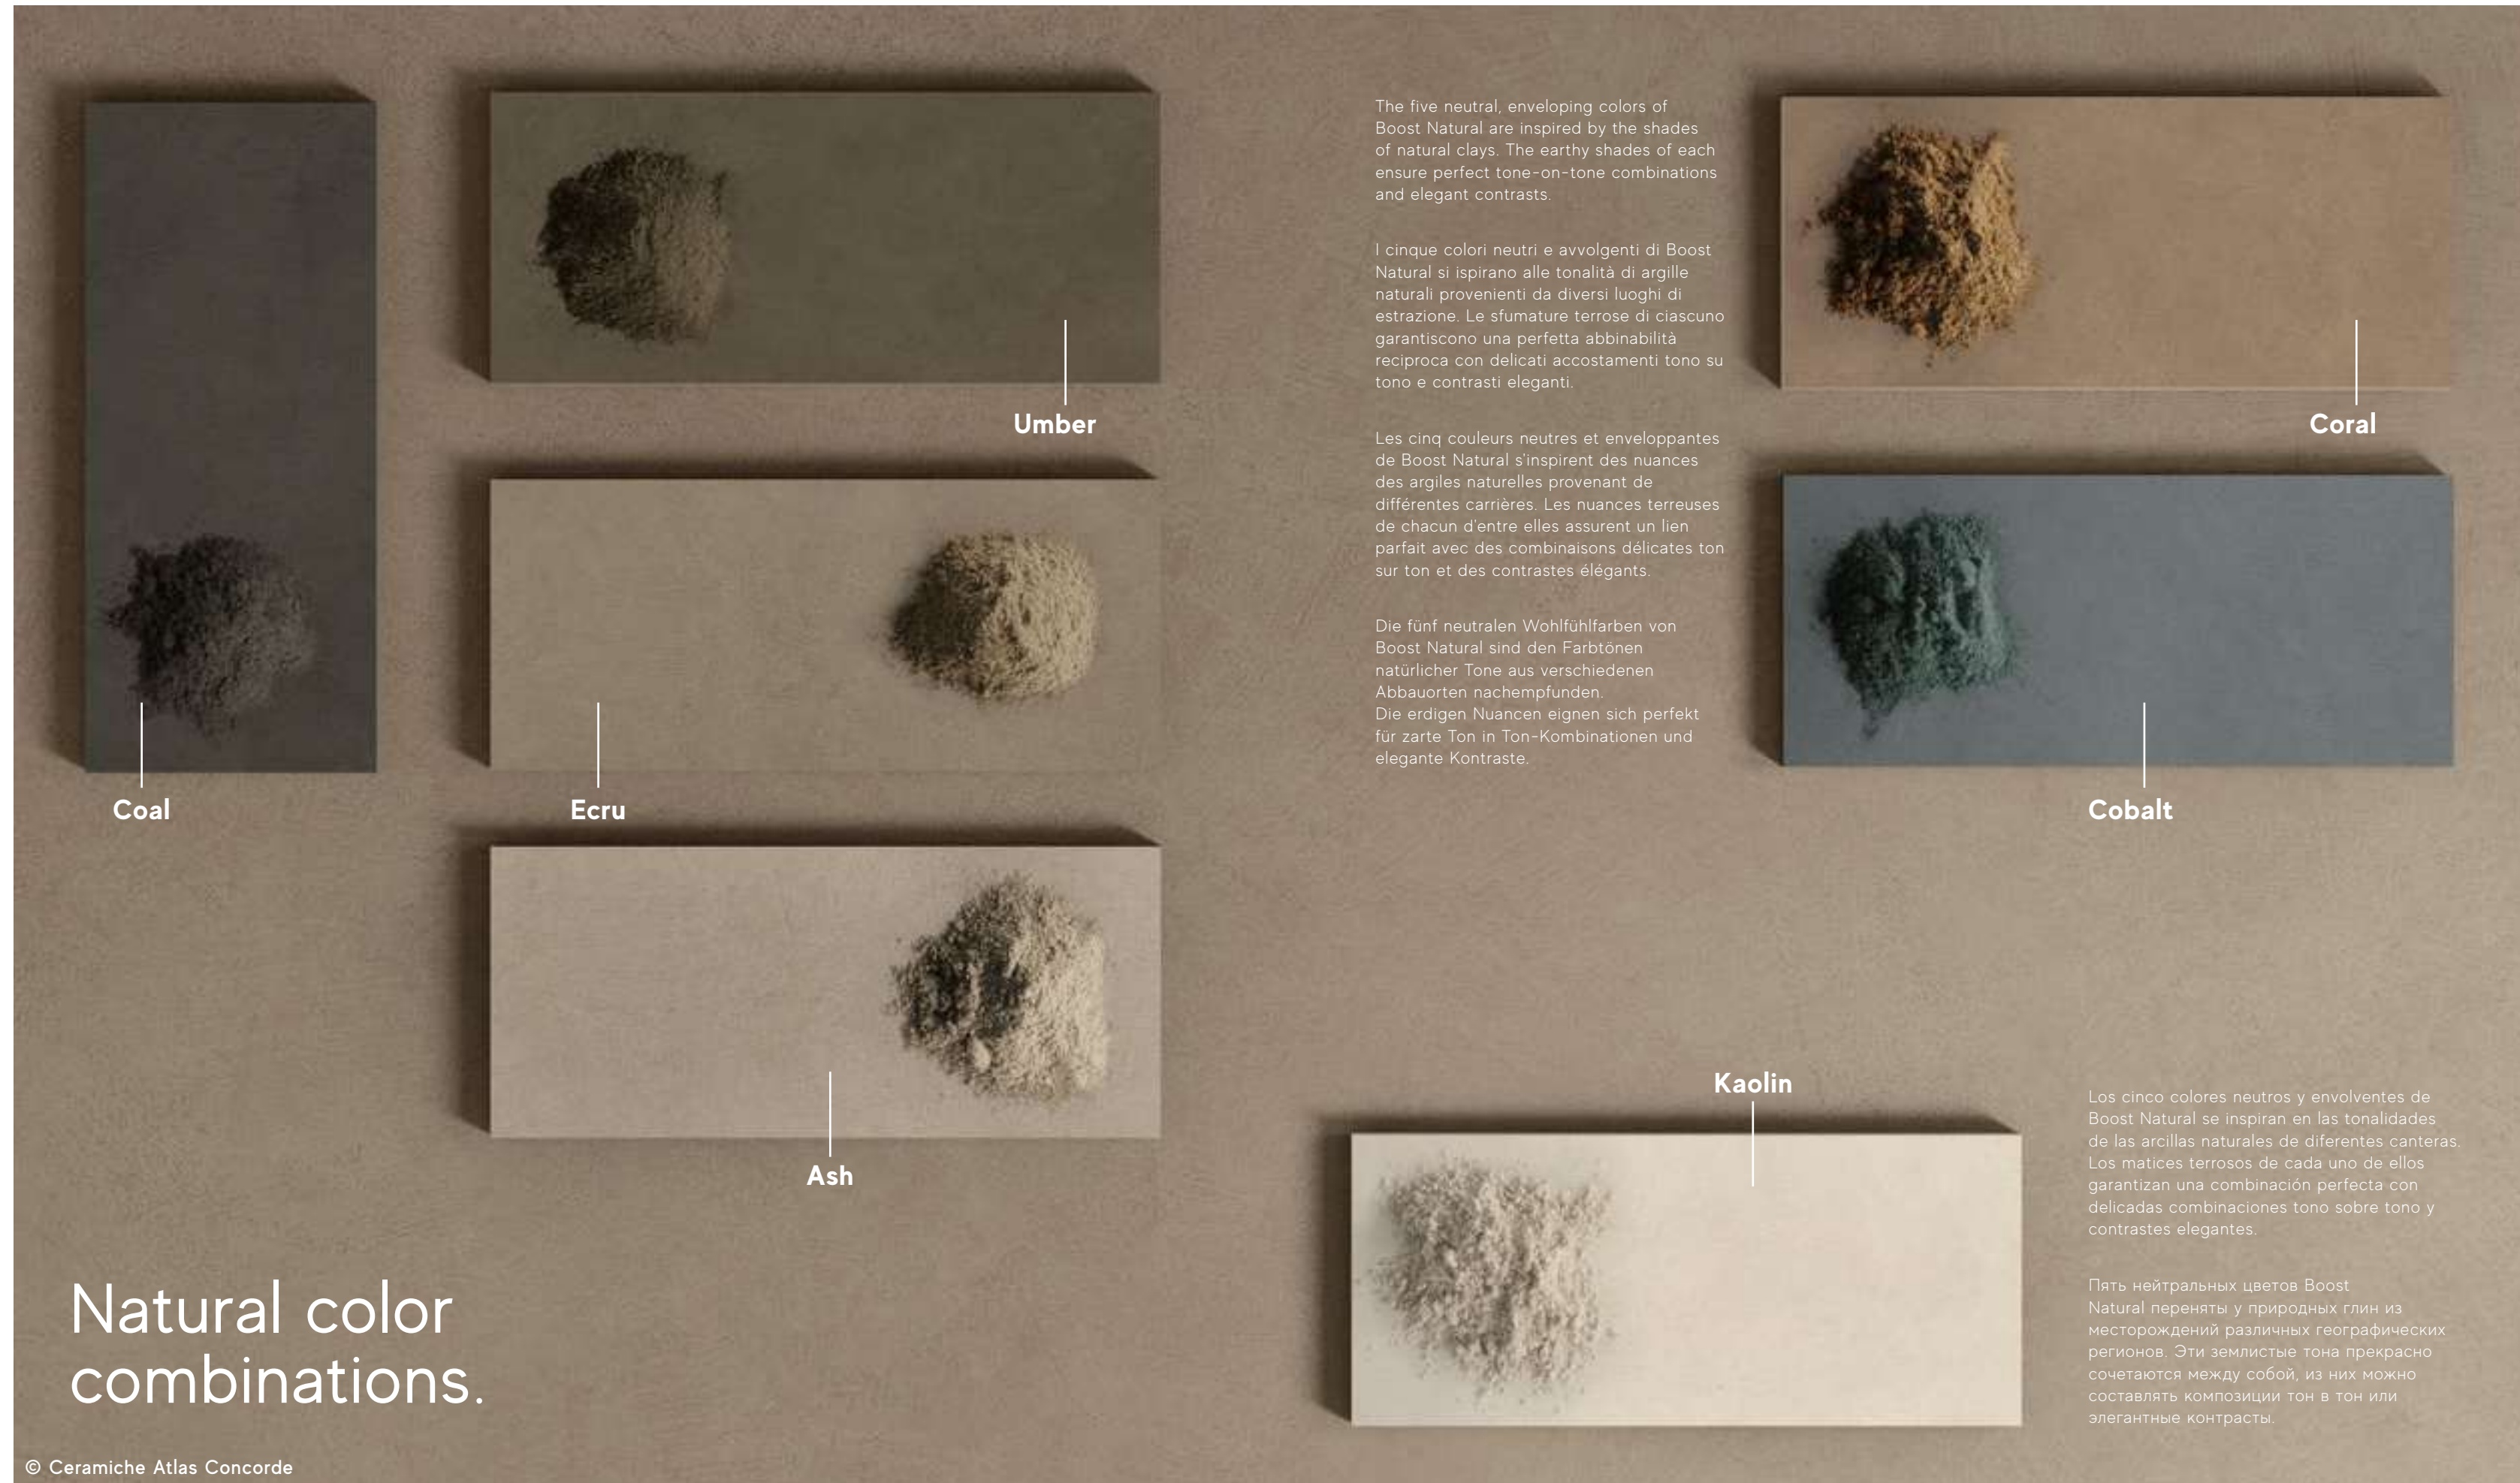 Umber
Coal
Ecru
Ash
Natural color
combinations.
© Ceramiche Atlas Concorde
The five neutral, enveloping colors of
Boost Natural are inspired by the shades
of natural clays. The earthy shades of each
ensure perfect tone-on-tone combinations
and elegant contrasts.
I cinque colori neutri e avvolgenti di Boost
Natural si ispirano alle tonalità di argille
naturali provenienti da diversi luoghi di
estrazione. Le sfumature terrose di ciascuno
garantiscono una perfetta abbinabilità
reciproca con delicati accostamenti tono su
tono e contrasti eleganti.
Les cinq couleurs neutres et enveloppantes
de Boost Natural s'inspirent des nuances
des argiles naturelles provenant de
différentes carrières. Les nuances terreuses
de chacun d'entre elles assurent un lien
parfait avec des combinaisons délicates ton
sur ton et des contrastes élégants.
Die fünf neutralen Wohlfühlfarben von
Boost Natural sind den Farbtönen
natürlicher Tone aus verschiedenen
Abbauorten nachempfunden.
Die erdigen Nuancen eignen sich perfekt
für zarte Ton in Ton-Kombinationen und
elegante Kontraste.
Coral
Cobalt
Kaolin
Los cinco colores neutros y envolventes de
Boost Natural se inspiran en las tonalidades
de las arcillas naturales de diferentes canteras.
Los matices terrosos de cada uno de ellos
garantizan una combinación perfecta con
delicadas combinaciones tono sobre tono y
contrastes elegantes.
Пять нейтральных цветов Boost
Natural переняты у природных глин из
месторождений различных географических
регионов. Эти землистые тона прекрасно
сочетаются между собой, из них можно
составлять композиции тон в тон или
элегантные контрасты.